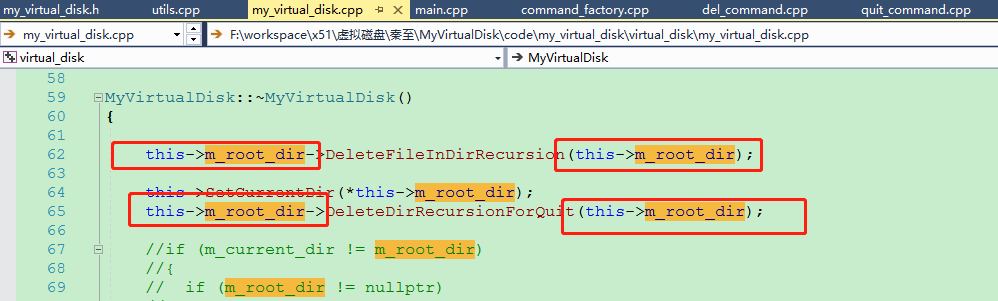 my_virtual_disk.h utils.cpp my_virtual_disk.cpp main.cpp command_factory.cpp del_command.cpp quit_command.cpp
my_virtual_disk.cpp F:\workspace\x51\虚拟磁盘\秦至\MyVirtualDisk\code\my_virtual_disk\virtual_disk\my_virtual_disk.cpp
virtual_disk MyVirtualDisk
58
59 MyVirtualDisk::~MyVirtualDisk()
60 {
61
62 this->m_root_dir->DeleteFileInDirRecursion(this->m_root_dir);
63
64 this->SetCurrentDir(*this->m_root_dir);
65 this->m_root_dir->DeleteDirRecursionForQuit(this->m_root_dir);
66
67 //if (m_current_dir != m_root_dir)
68 //{
69 // if (m_root_dir != nullptr)